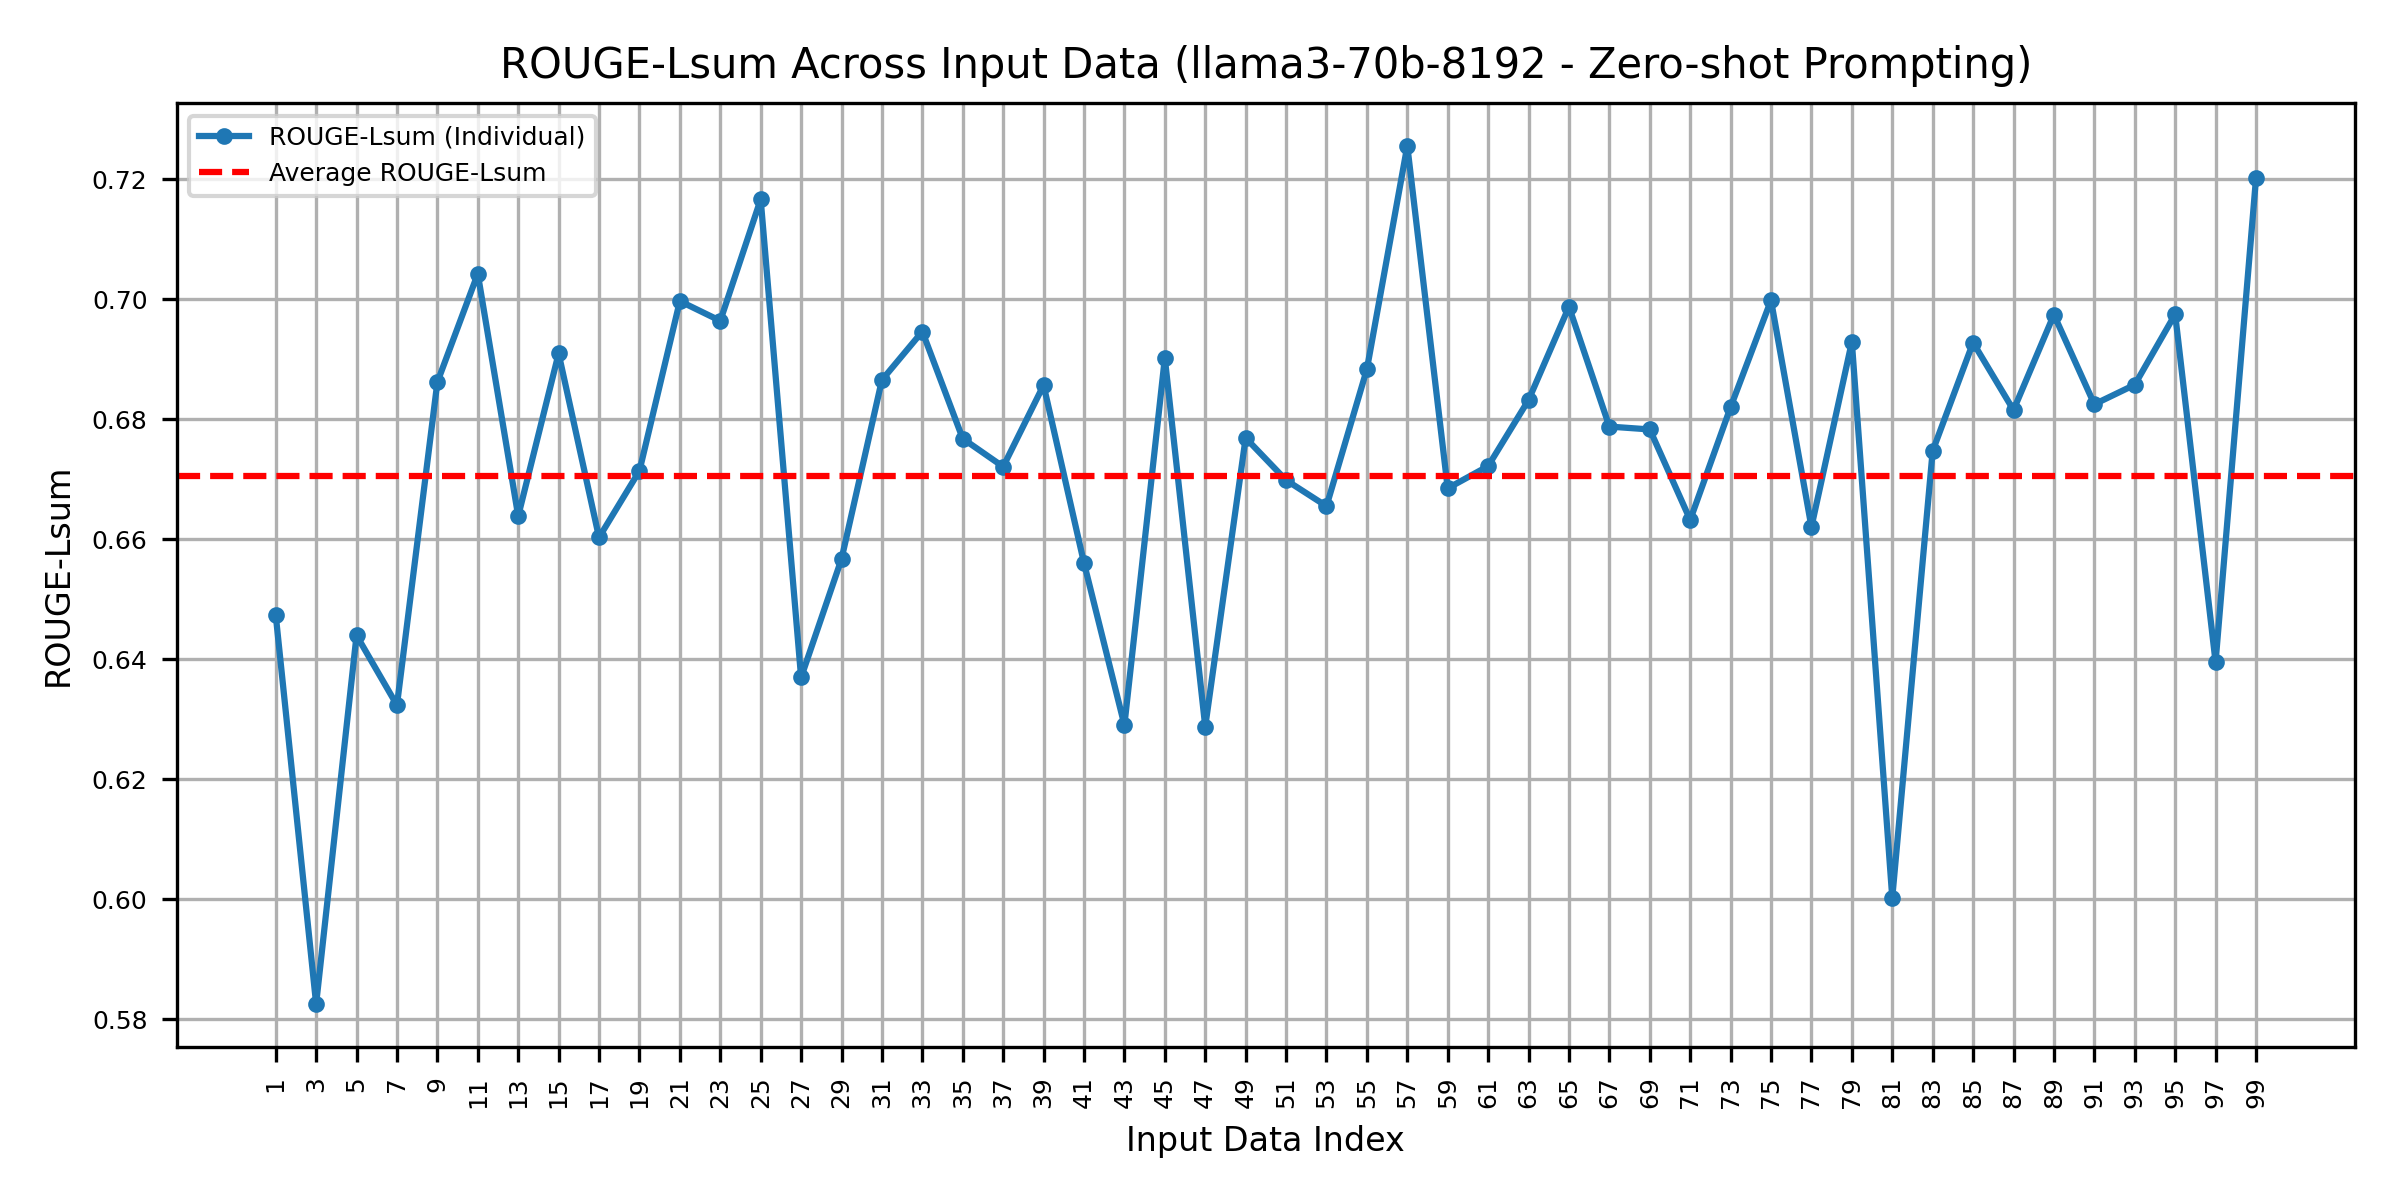 ROUGE-Lsum Across Input Data (llama3-70b-8192 - Zero-shot Prompting)
ROUGE-Lsum (Individual)
Average ROUGE-Lsum
ROUGE-Lsum
0.72
0.70
0.68
0.66
0.64
0.62
0.60
0.58
1 3 5 7 9 11 13 15 17 19 21 23 25 27 29 31 33 35 37 39 41 43 45 47 49 51 53 55 57 59 61 63 65 67 69 71 73 75 77 79 81 83 85 87 89 91 93 95 97 99
Input Data Index